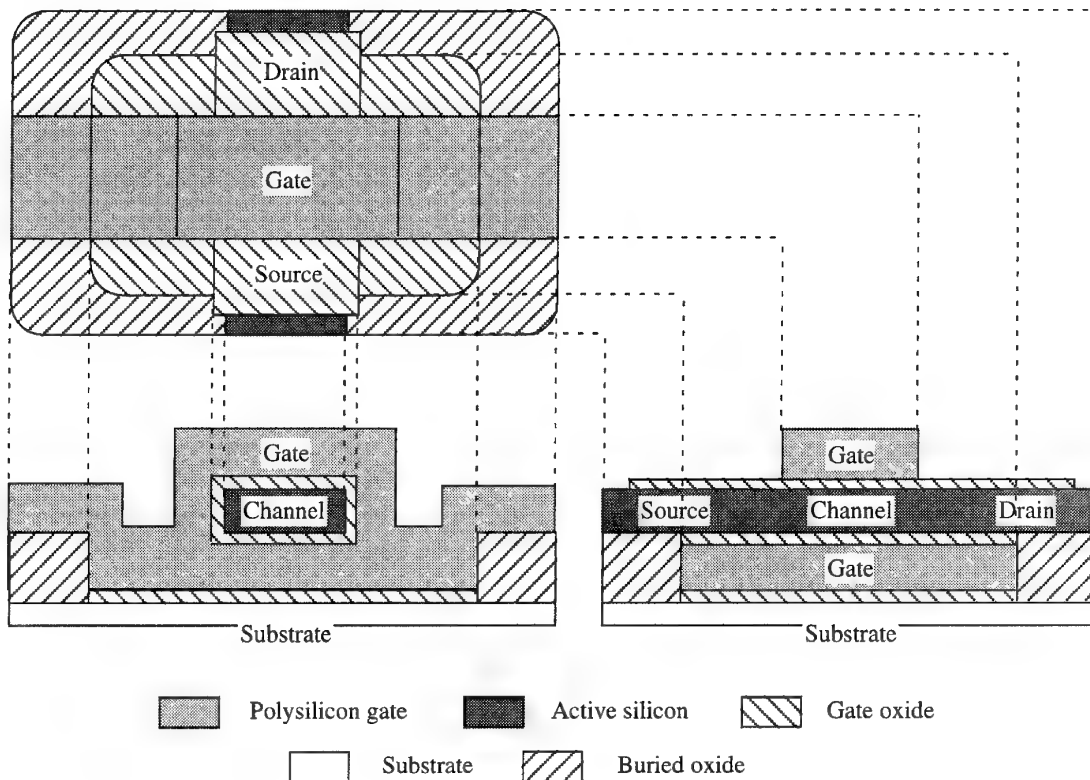 Drain
Gate
Source
Gate
Channel
Substrate
Gate
Source Channel Drain
Gate
Substrate
Polysilicon gate Active silicon Gate oxide
Substrate Buried oxide